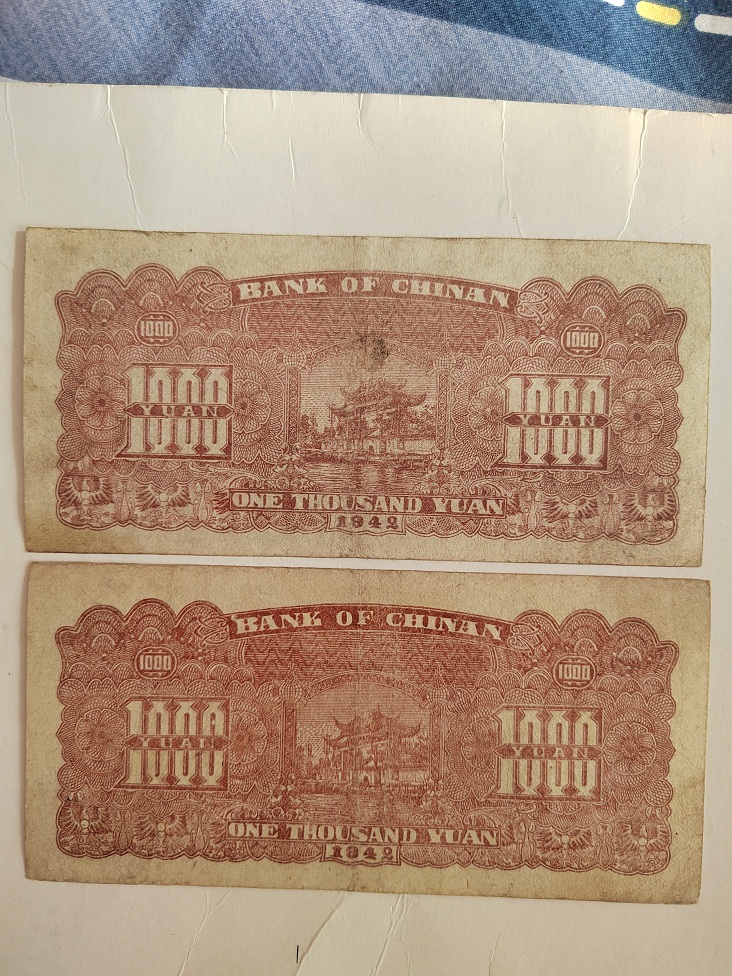 BANK OF CHINAN
1000 1000
1000 1000
YUAN YUAN
ONE THOUSAND YUAN
1942
BANK OF CHINAN
1000 1000
1000 1000
YUAN YUAN
ONE THOUSAND YUAN
1942